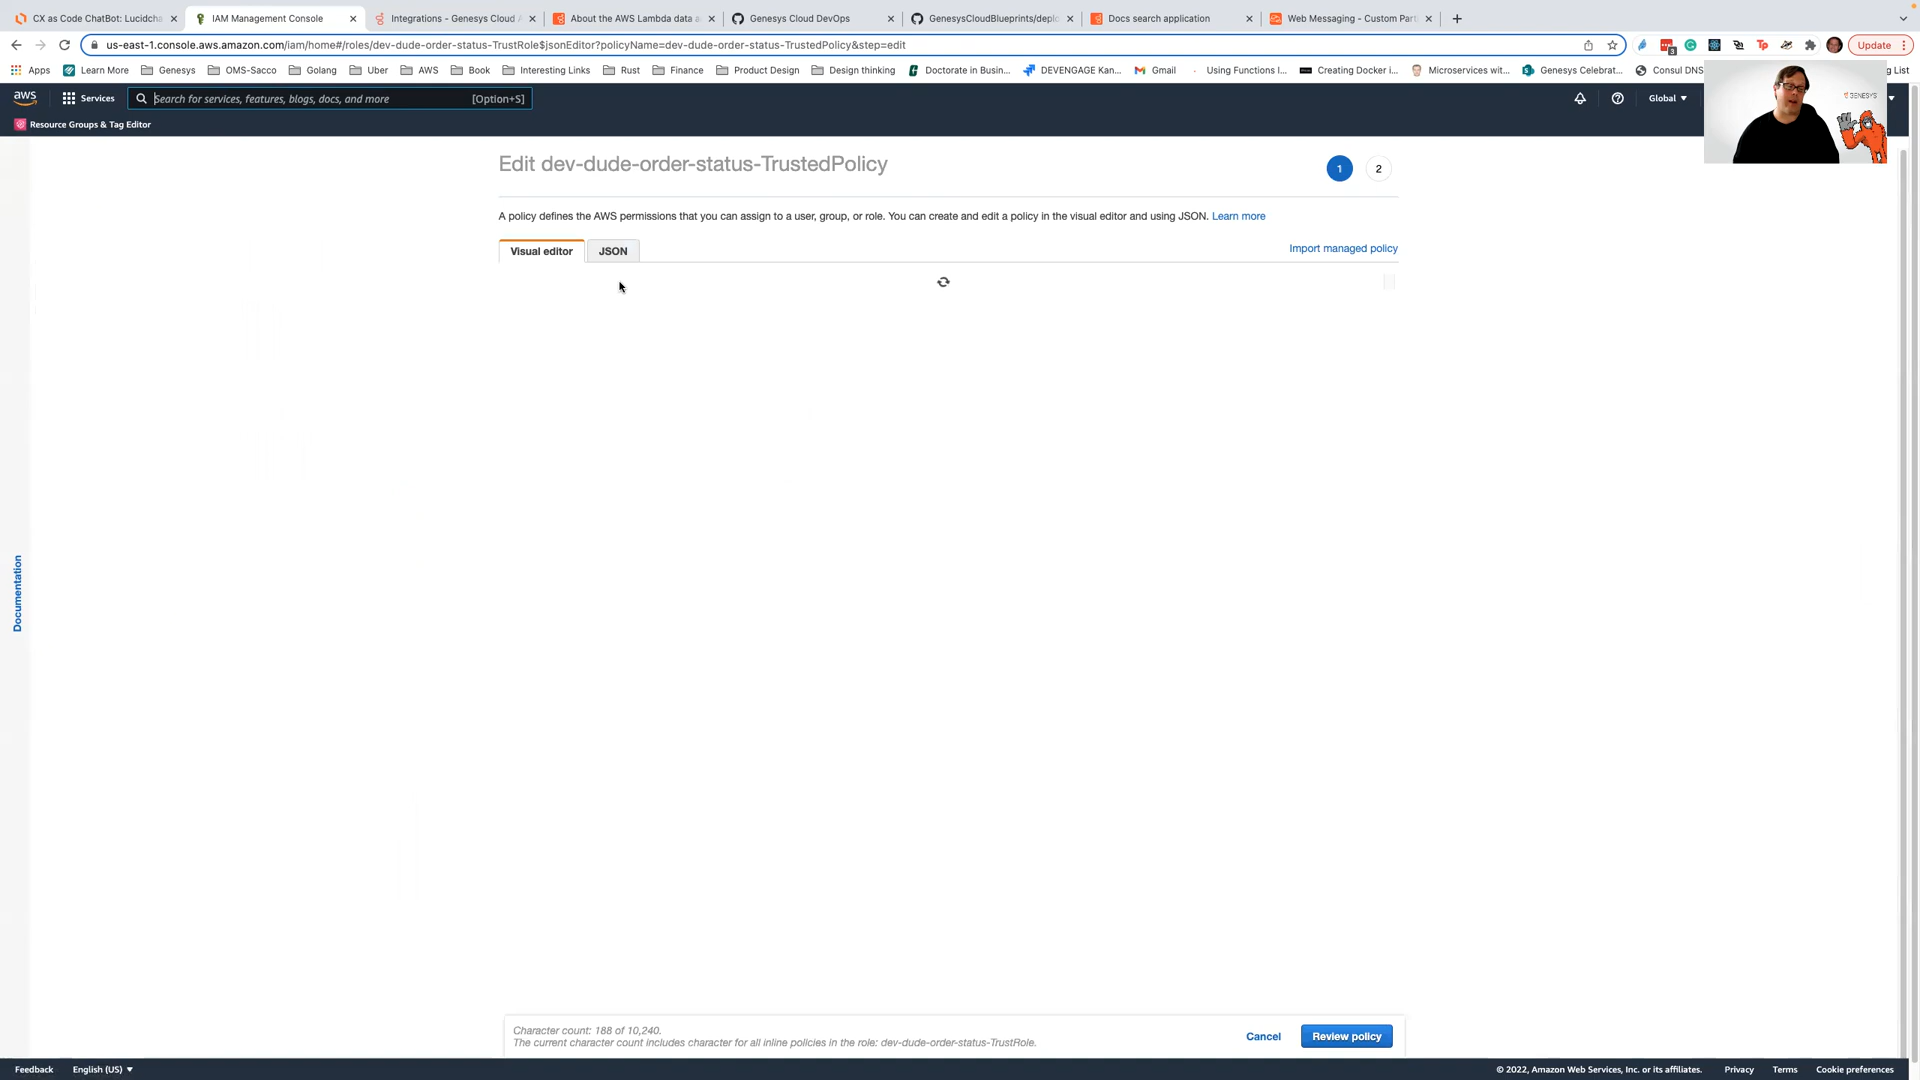 CX as Code ChatBot: Lucidcha
IAM Management Console
Integrations - Genesys Cloud A
About the AWS Lambda data a
Genesys Cloud DevOps
GenesysCloudBlueprints/deplo
Docs search application
Web Messaging - Custom Part
us-east-1.console.aws.amazon.com/iam/home#/roles/dev-dude-order-status-TrustRole$jsonEditor?policyName=dev-dude-order-status-TrustedPolicy&step=edit
Update
Apps
Learn More
Genesys
OMS-Sacco
Golang
Uber
AWS
Book
Interesting Links
Rust
Finance
Product Design
Design thinking
Doctorate in Busin...
DEVENGAGE Kan...
Gmail
Using Functions I...
Creating Docker i...
Microservices wit...
Genesys Celebrat...
Consul DNS
g List
aws
Services
Search for services, features, blogs, docs, and more
[Option+S]
Global
GENESYS
Resource Groups & Tag Editor
Edit dev-dude-order-status-TrustedPolicy
1
2
A policy defines the AWS permissions that you can assign to a user, group, or role. You can create and edit a policy in the visual editor and using JSON. Learn more
Visual editor
JSON
Import managed policy
Documentation
Character count: 188 of 10,240.
The current character count includes character for all inline policies in the role: dev-dude-order-status-TrustRole.
Cancel
Review policy
Feedback
English (US)
© 2022, Amazon Web Services, Inc. or its affiliates.
Privacy
Terms
Cookie preferences